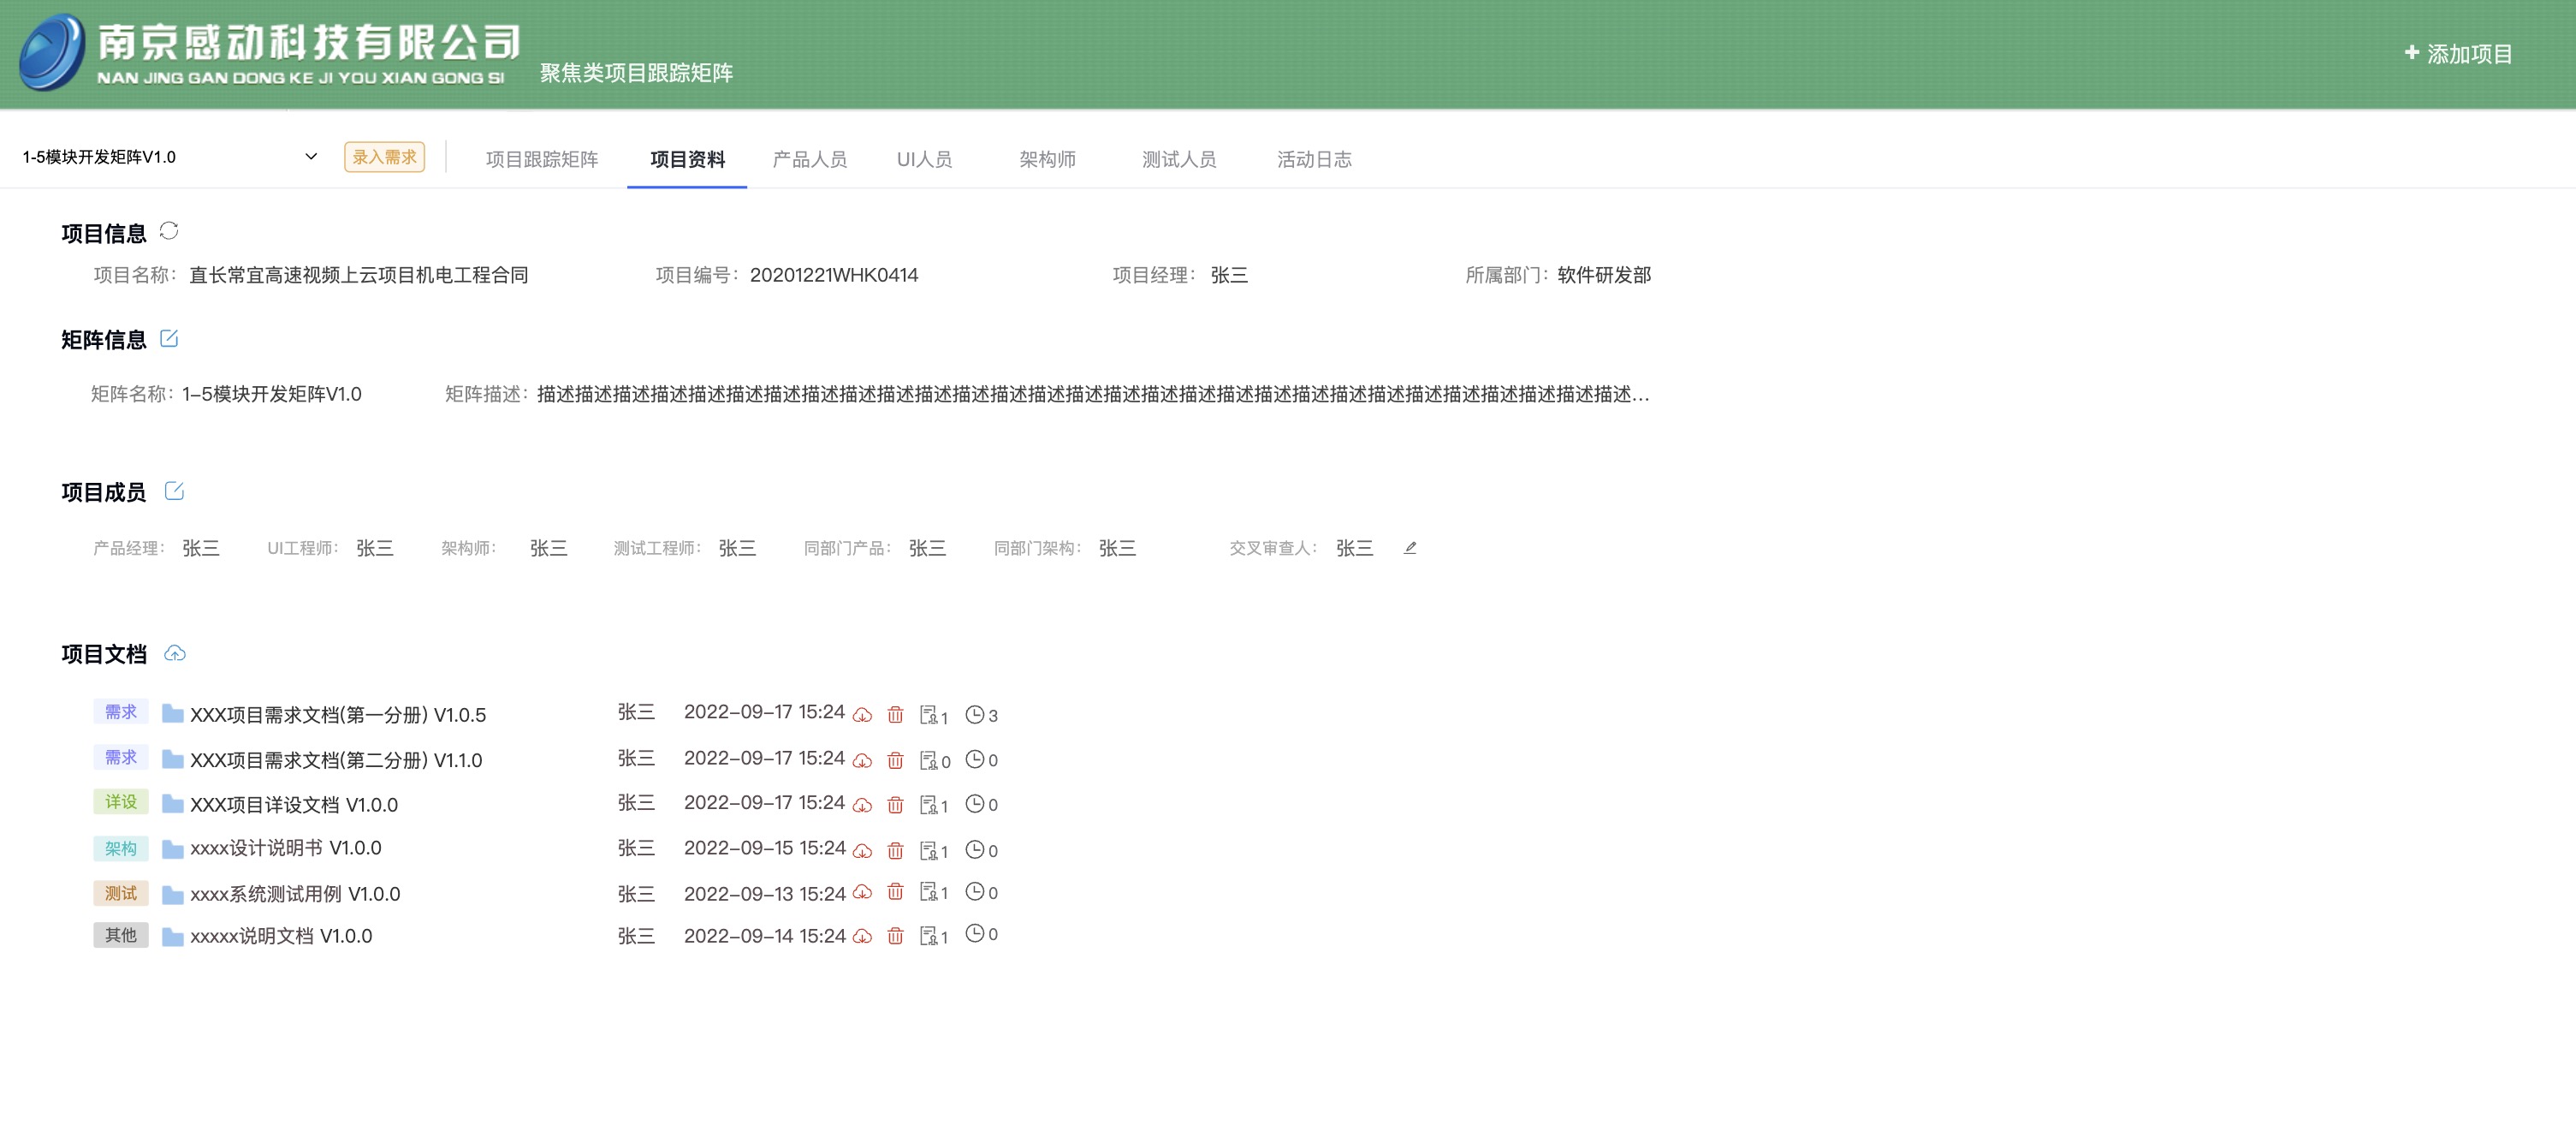 南京感动科技有限公司
NAN JING GAN DONG KE JI YOU XIAN GONG SI
聚焦类项目跟踪矩阵
添加项目
1-5模块开发矩阵V1.0 录入需求 项目跟踪矩阵 项目资料 产品人员 UI人员 架构师 测试人员 活动日志
项目信息
项目名称： 直长常宜高速视频上云项目机电工程合同 项目编号： 20201221WHK0414 项目经理： 张三 所属部门： 软件研发部
矩阵信息
矩阵名称： 1-5模块开发矩阵V1.0 矩阵描述： 描述描述描述描述描述描述描述描述描述描述描述描述描述描述描述描述描述描述描述描述描述描述描述描述描述描述描述描述描述...
项目成员
产品经理： 张三 UI工程师： 张三 架构师： 张三 测试工程师： 张三 同部门产品： 张三 同部门架构： 张三 交叉审查人： 张三
项目文档
需求 XXX项目需求文档(第一分册) V1.0.5 张三 2022-09-17 15:24 1 3
需求 XXX项目需求文档(第二分册) V1.1.0 张三 2022-09-17 15:24 0 0
详设 XXX项目详设文档 V1.0.0 张三 2022-09-17 15:24 1 0
架构 xxxx设计说明书 V1.0.0 张三 2022-09-15 15:24 1 0
测试 xxxx系统测试用例 V1.0.0 张三 2022-09-13 15:24 1 0
其他 xxxxx说明文档 V1.0.0 张三 2022-09-14 15:24 1 0